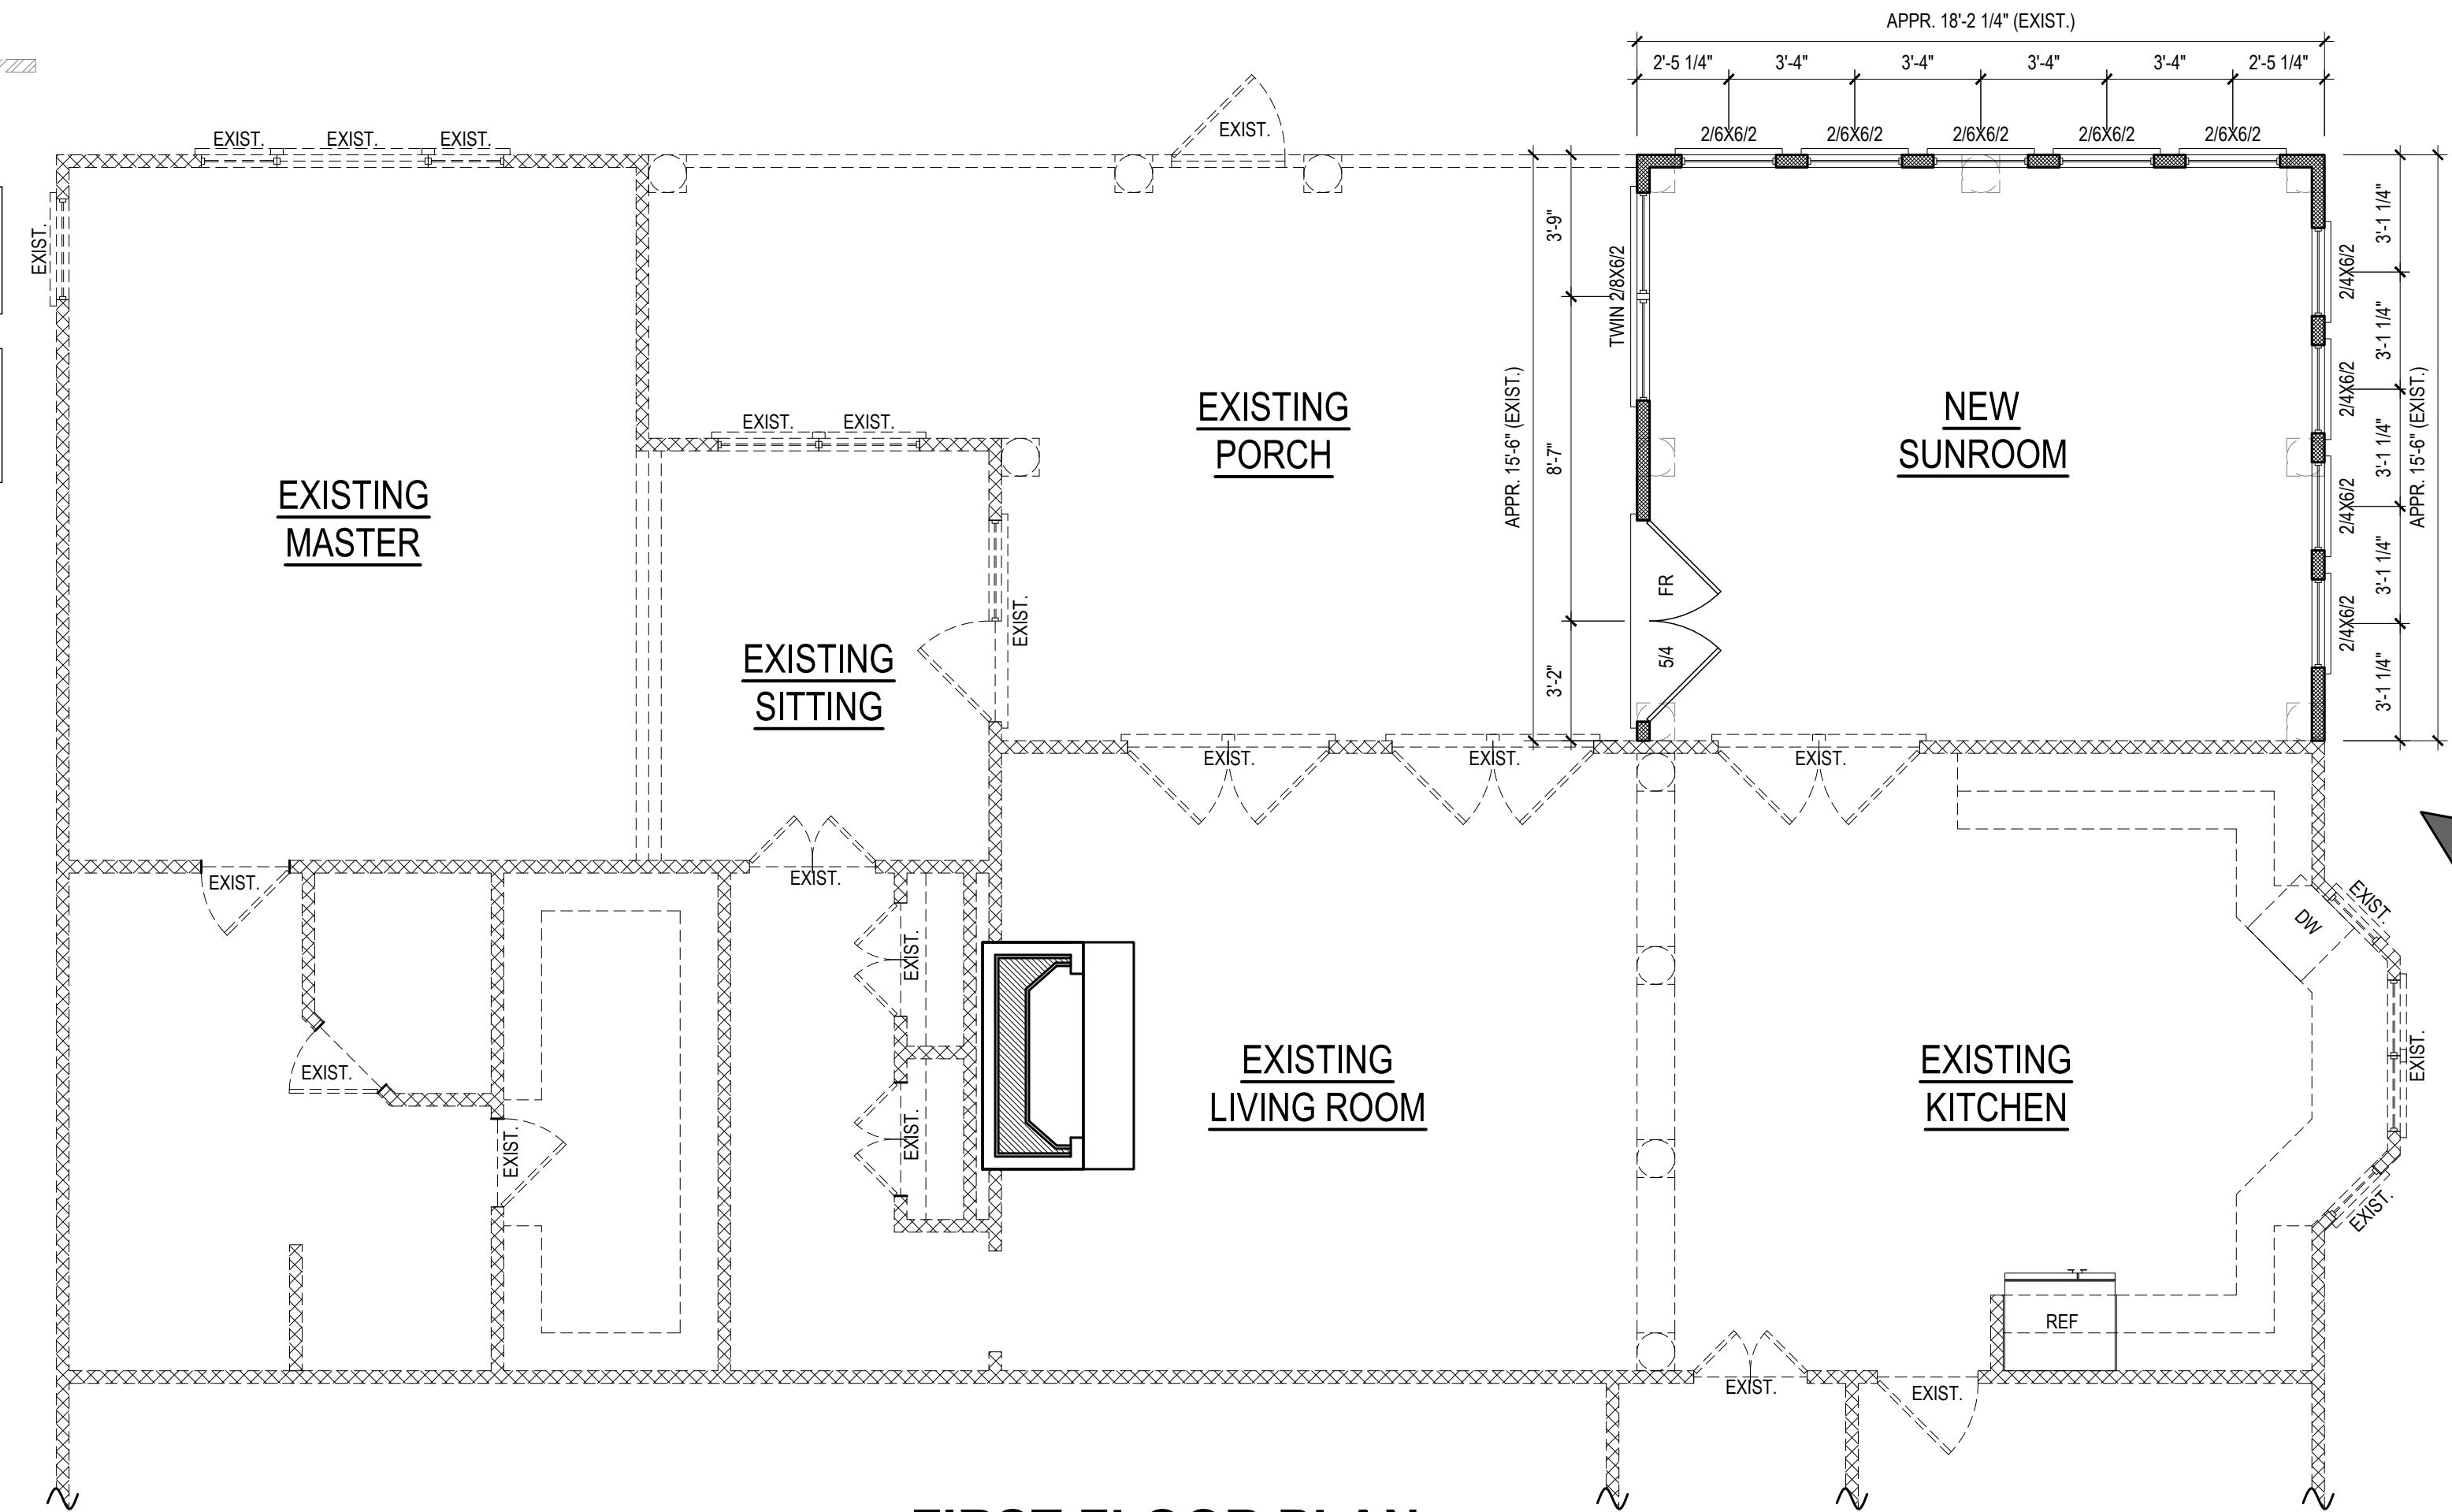 APPR. 18'-2 1/4" (EXIST.)
2'-5 1/4" 3'-4" 3'-4" 3'-4" 3'-4" 2'-5 1/4"
2/6X6/2 2/6X6/2 2/6X6/2 2/6X6/2 2/6X6/2
EXIST. EXIST. EXIST.
EXIST.
EXIST.
EXIST.
EXIST.
EXIST.
EXISTING
MASTER
EXISTING
SITTING
EXIST.
EXISTING
PORCH
APPR. 15'-6" (EXIST.)
3'-9"
8'-7"
3'-2"
TWIN 2/8X6/2
FR
5/4
NEW
SUNROOM
2/4X6/2
2/4X6/2
2/4X6/2
2/4X6/2
3'-1 1/4"
3'-1 1/4"
3'-1 1/4"
3'-1 1/4"
3'-1 1/4"
APPR. 15'-6" (EXIST.)
EXIST.
EXIST.
EXIST.
EXIST.
EXIST.
EXIST.
EXIST.
EXIST.
EXIST.
EXISTING
LIVING ROOM
EXISTING
KITCHEN
DW
EXIST.
EXIST.
EXIST.
REF
EXIST.
EXIST.
FIRST FLOOR PLAN